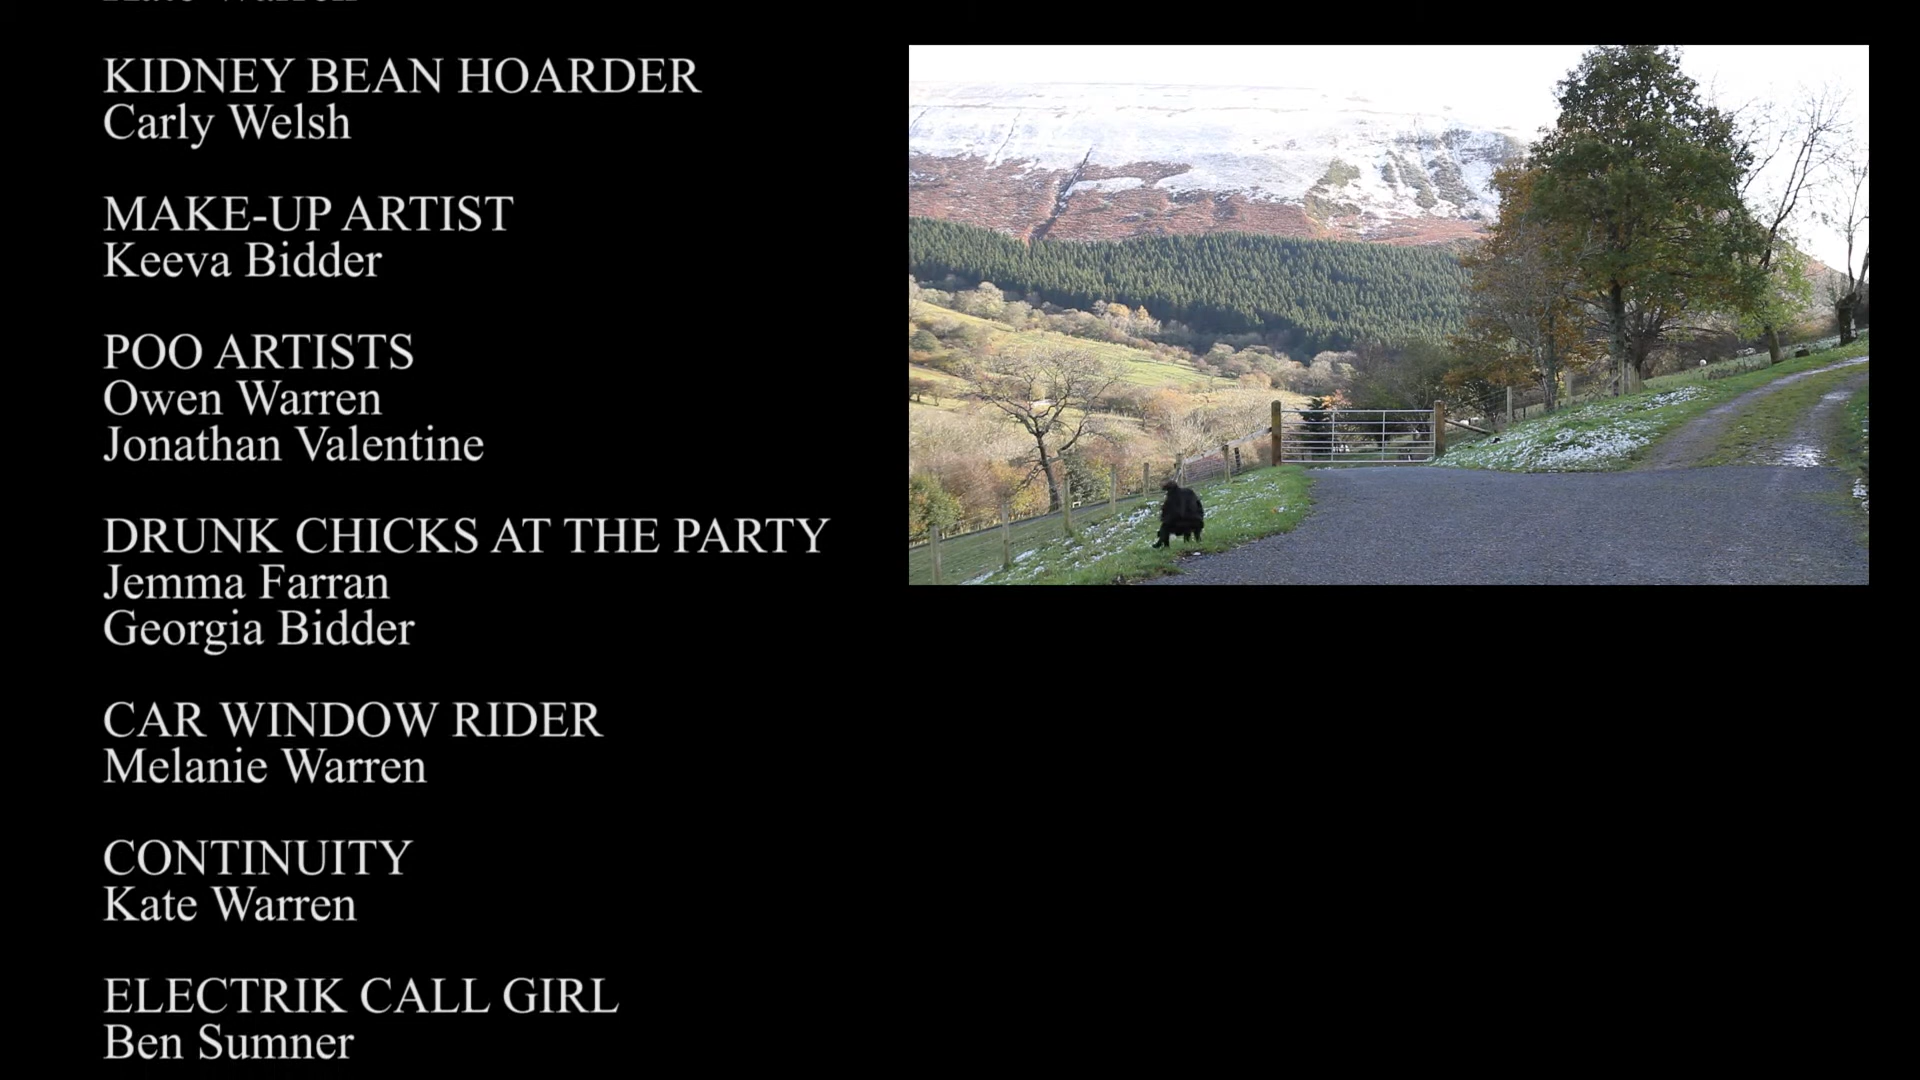 KIDNEY BEAN HOARDER
Carly Welsh
MAKE-UP ARTIST
Keeva Bidder
POO ARTISTS
Owen Warren
Jonathan Valentine
DRUNK CHICKS AT THE PARTY
Jemma Farran
Georgia Bidder
CAR WINDOW RIDER
Melanie Warren
CONTINUITY
Kate Warren
ELECTRIK CALL GIRL
Ben Sumner